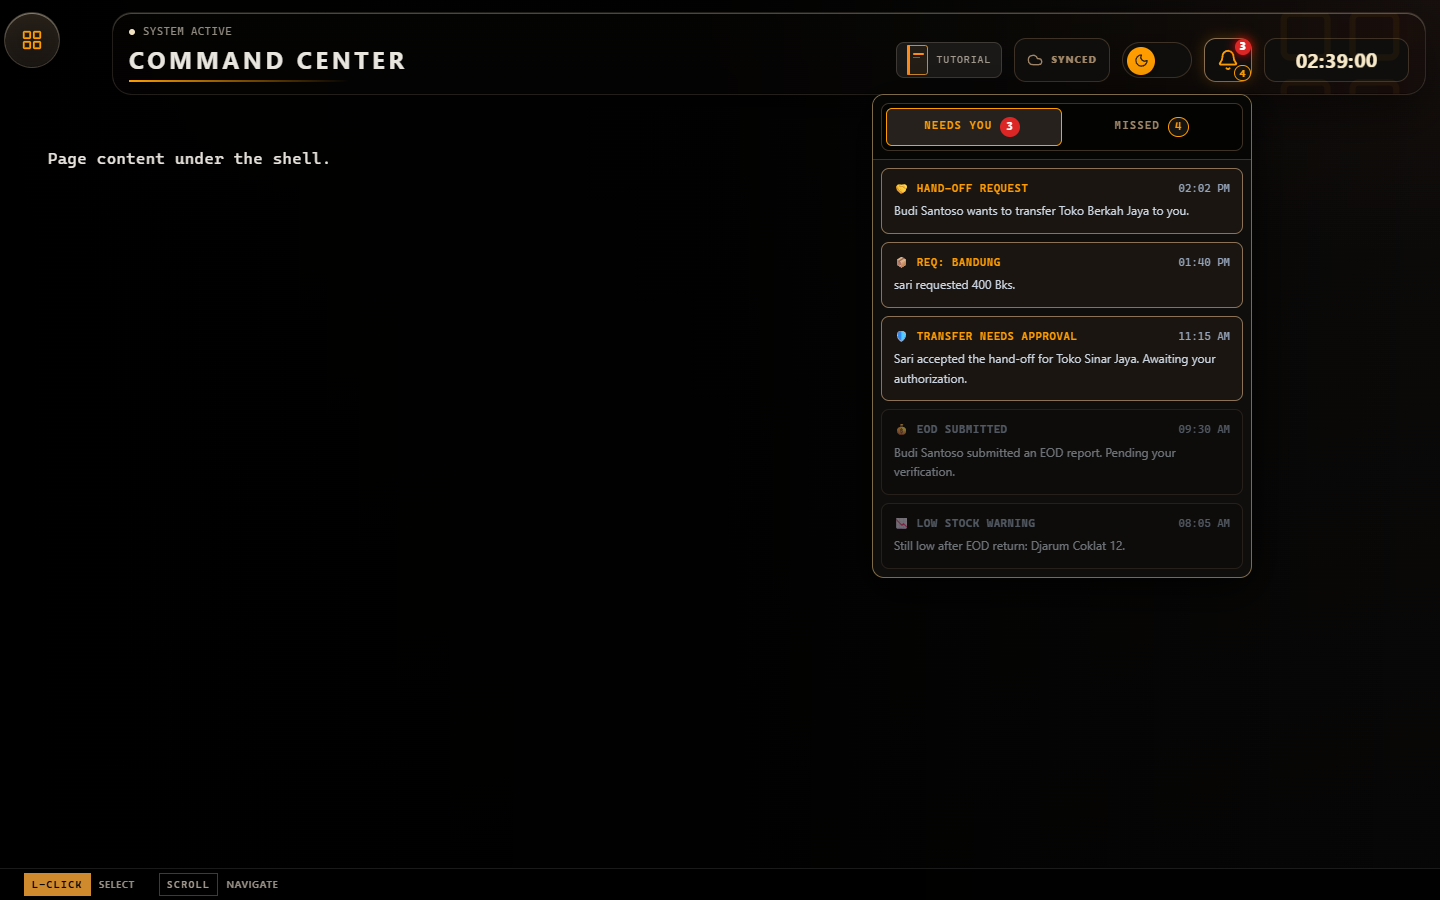 SYSTEM ACTIVE
COMMAND CENTER
TUTORIAL
SYNCED
3
4
02:39:00
NEEDS YOU 3
MISSED 4
Page content under the shell.
HAND-OFF REQUEST 02:02 PM
Budi Santoso wants to transfer Toko Berkah Jaya to you.
REQ: BANDUNG 01:40 PM
sari requested 400 Bks.
TRANSFER NEEDS APPROVAL 11:15 AM
Sari accepted the hand-off for Toko Sinar Jaya. Awaiting your
authorization.
EOD SUBMITTED 09:30 AM
Budi Santoso submitted an EOD report. Pending your
verification.
LOW STOCK WARNING 08:05 AM
Still low after EOD return: Djarum Coklat 12.
L-CLICK SELECT SCROLL NAVIGATE